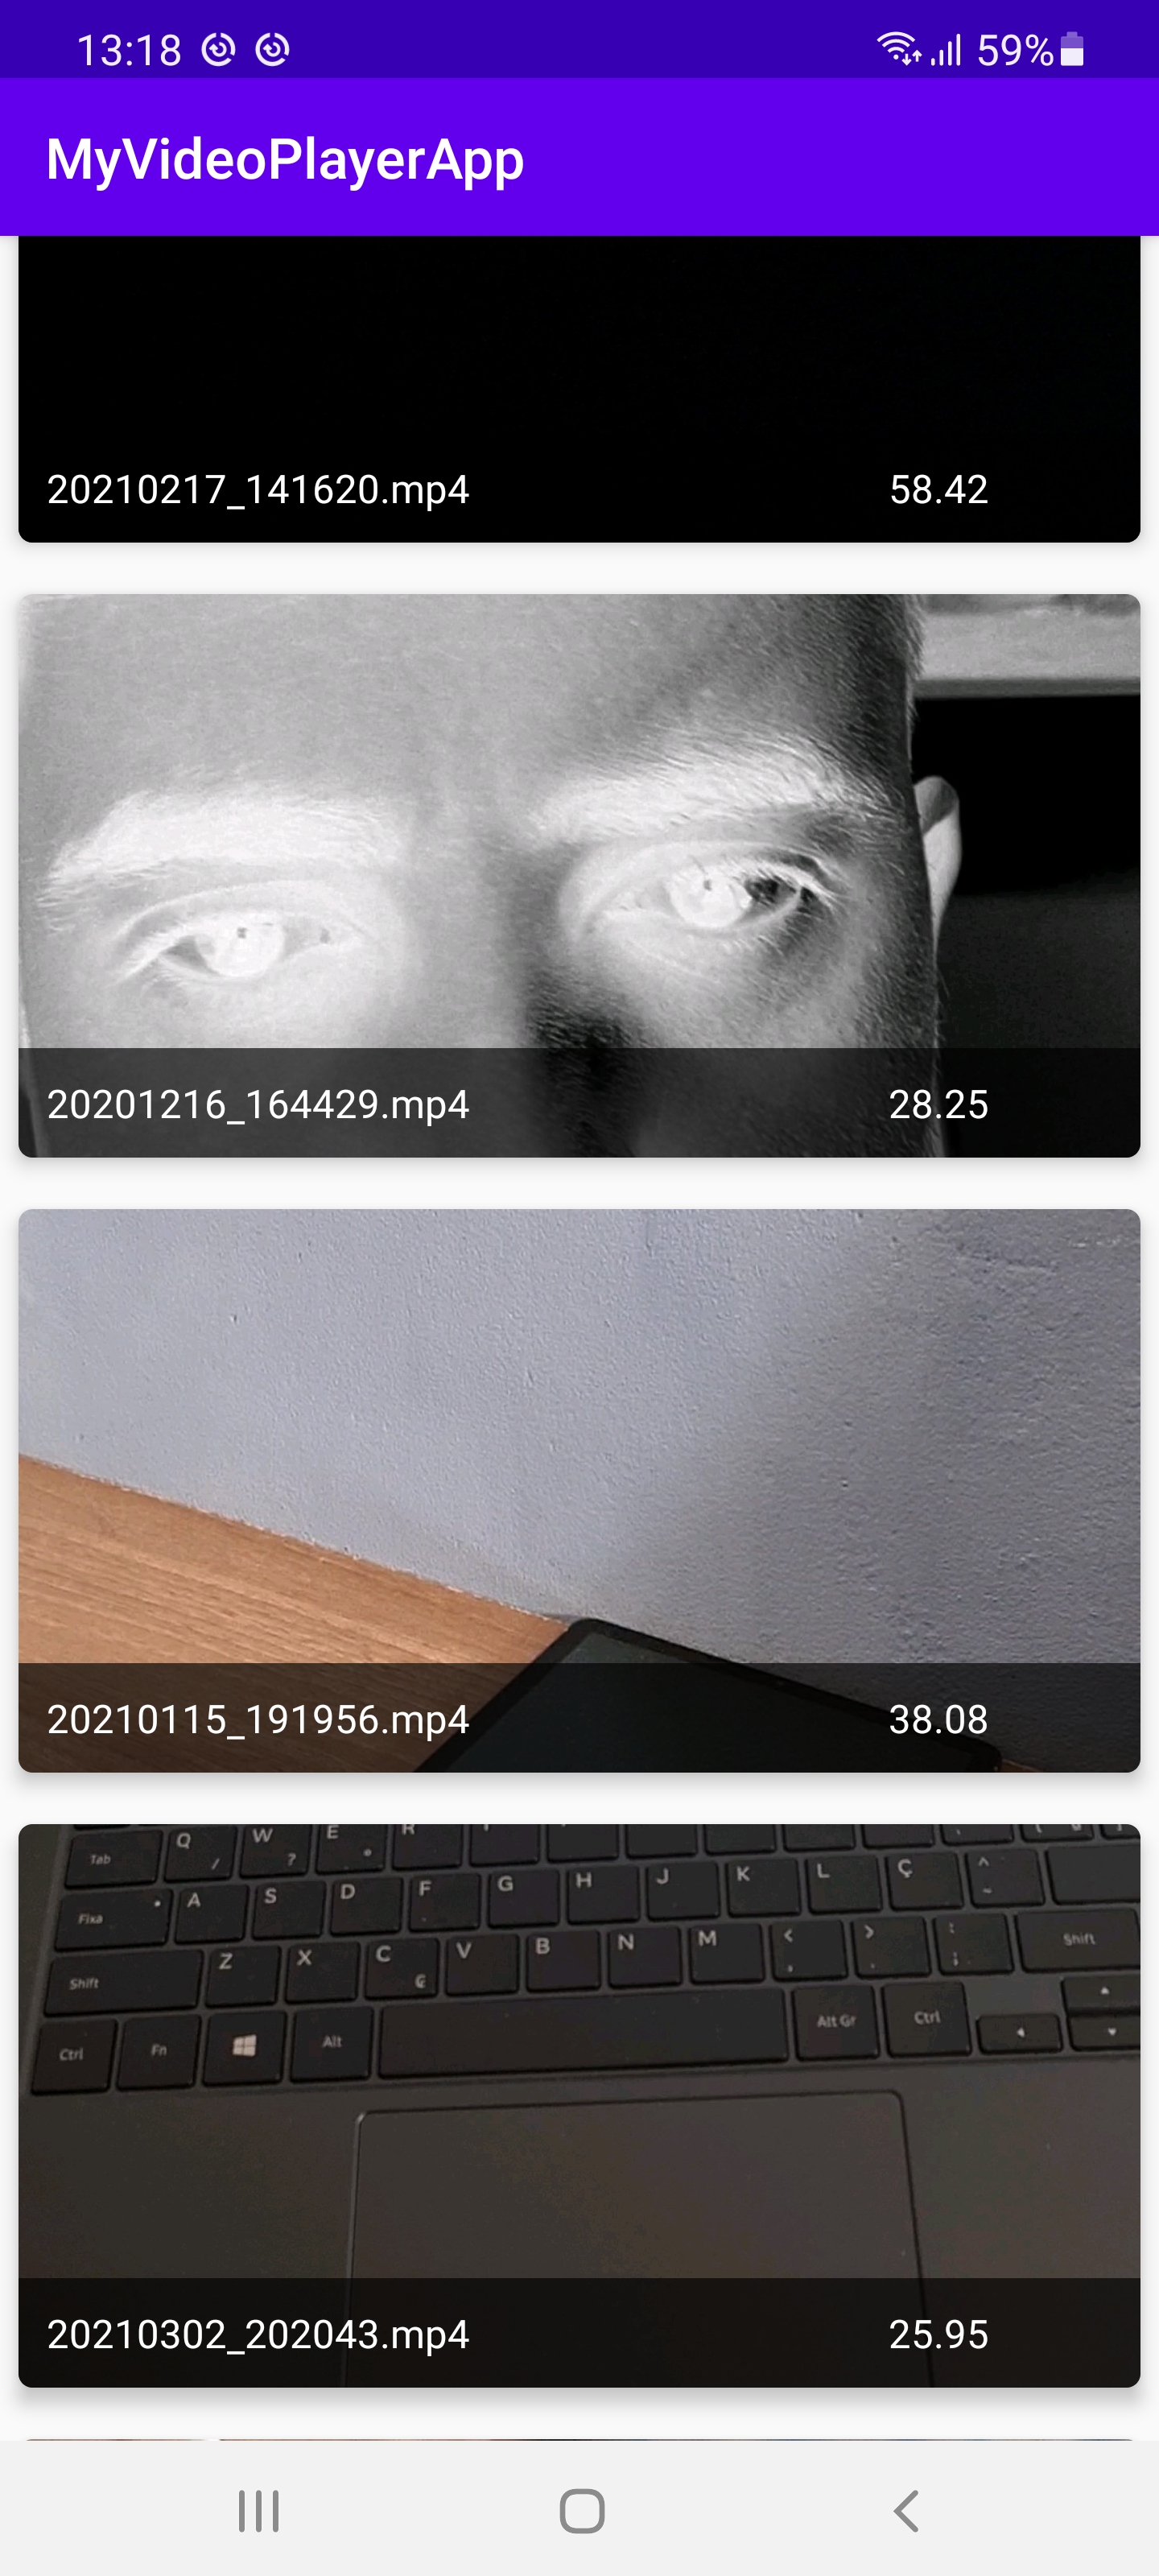 13:18 59%
MyVideoPlayerApp
20210217_141620.mp4 58.42
20201216_164429.mp4 28.25
20210115_191956.mp4 38.08
Tab Q / W ? E R
Fixa A S D F G H J K L Ç ^ ~
Shift Z X C ₢ V B N M < , > . : ; Shift
Ctrl Fn Alt Alt Gr Ctrl
20210302_202043.mp4 25.95